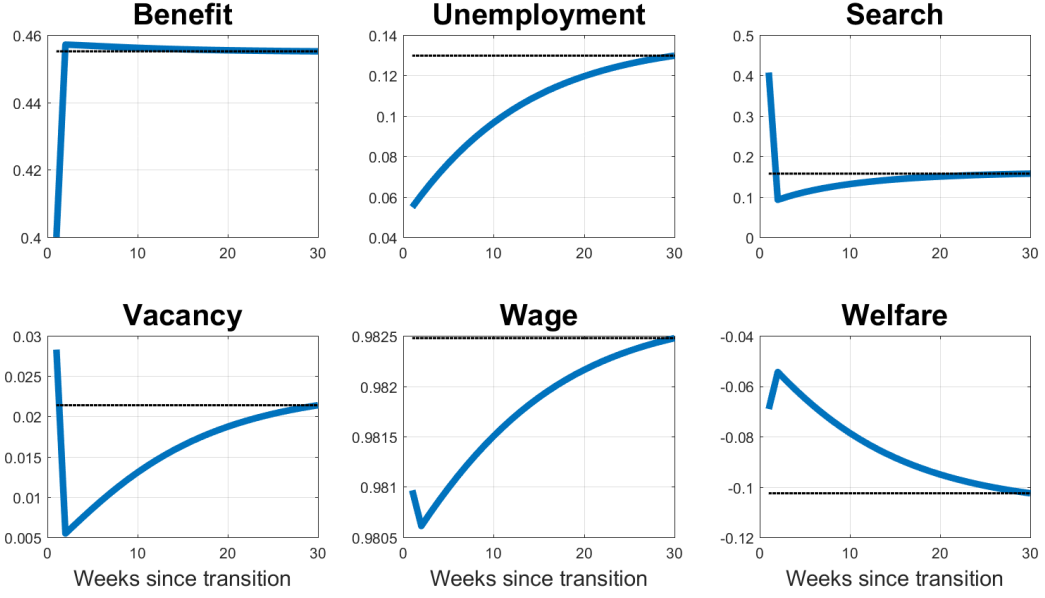 Benefit Unemployment Search
0.46 0.14 0.5
0.12 0.4
0.44 0.1 0.3
0.08 0.2
0.42
0.06 0.1
0.4 0.04 0
0 10 20 30 0 10 20 30 0 10 20 30
Vacancy Wage Welfare
0.03 0.9825 -0.04
0.025 0.982 -0.06
0.02
0.9815 -0.08
0.015
0.981 -0.1
0.01
0.005 0.9805 -0.12
0 10 20 30 0 10 20 30 0 10 20 30
Weeks since transition Weeks since transition Weeks since transition